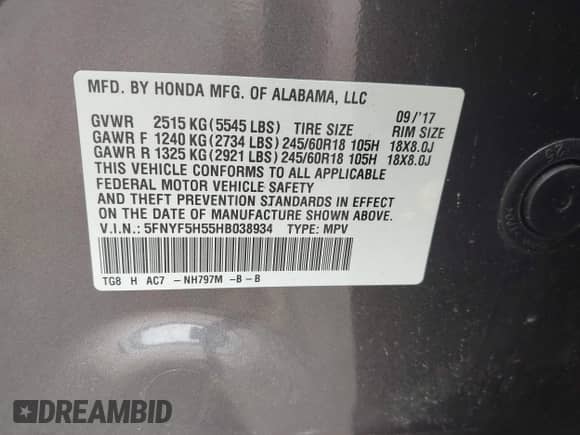 MFD. BY HONDA MFG. OF ALABAMA, LLC
09/'17
GVWR 2515 KG (5545 LBS) TIRE SIZE RIM SIZE
GAWR F 1240 KG (2734 LBS) 245/60R18 105H 18X8.0J
GAWR R 1325 KG (2921 LBS) 245/60R18 105H 18X8.0J
THIS VEHICLE CONFORMS TO ALL APPLICABLE
FEDERAL MOTOR VEHICLE SAFETY
AND THEFT PREVENTION STANDARDS IN EFFECT
ON THE DATE OF MANUFACTURE SHOWN ABOVE.
V.I.N.: 5FNYF5H55HB038934 TYPE: MPV
TG8 H AC7 - NH797M - B - B
DREAMBID